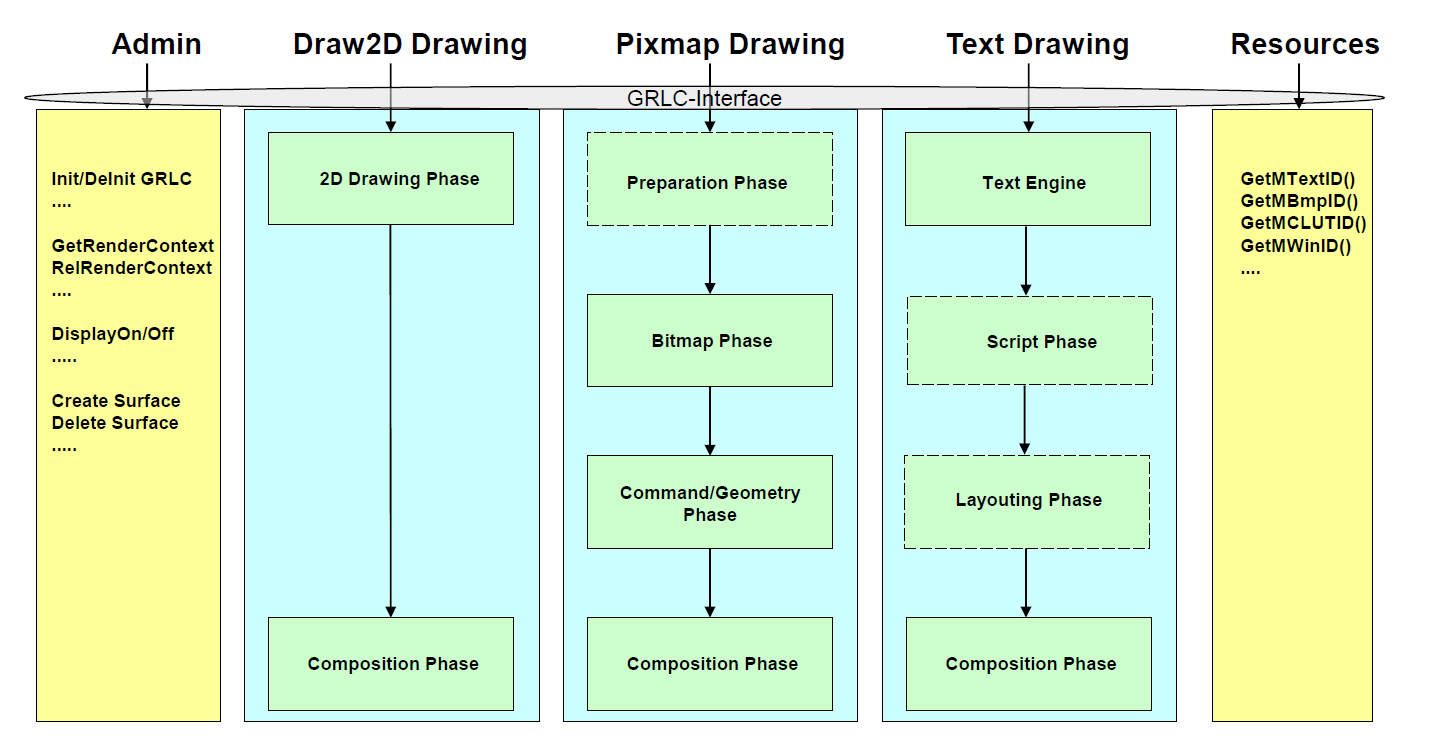 Admin
Draw2D Drawing
Pixmap Drawing
Text Drawing
Resources
GRLC-Interface
Init/DeInit GRLC
....
GetRenderContext
RelRenderContext
....
DisplayOn/Off
.....
Create Surface
Delete Surface
.....
2D Drawing Phase
Composition Phase
Preparation Phase
Bitmap Phase
Command/Geometry
Phase
Composition Phase
Text Engine
Script Phase
Layouting Phase
Composition Phase
GetMTextID()
GetMBmpID()
GetMCLUTID()
GetMWinID()
....